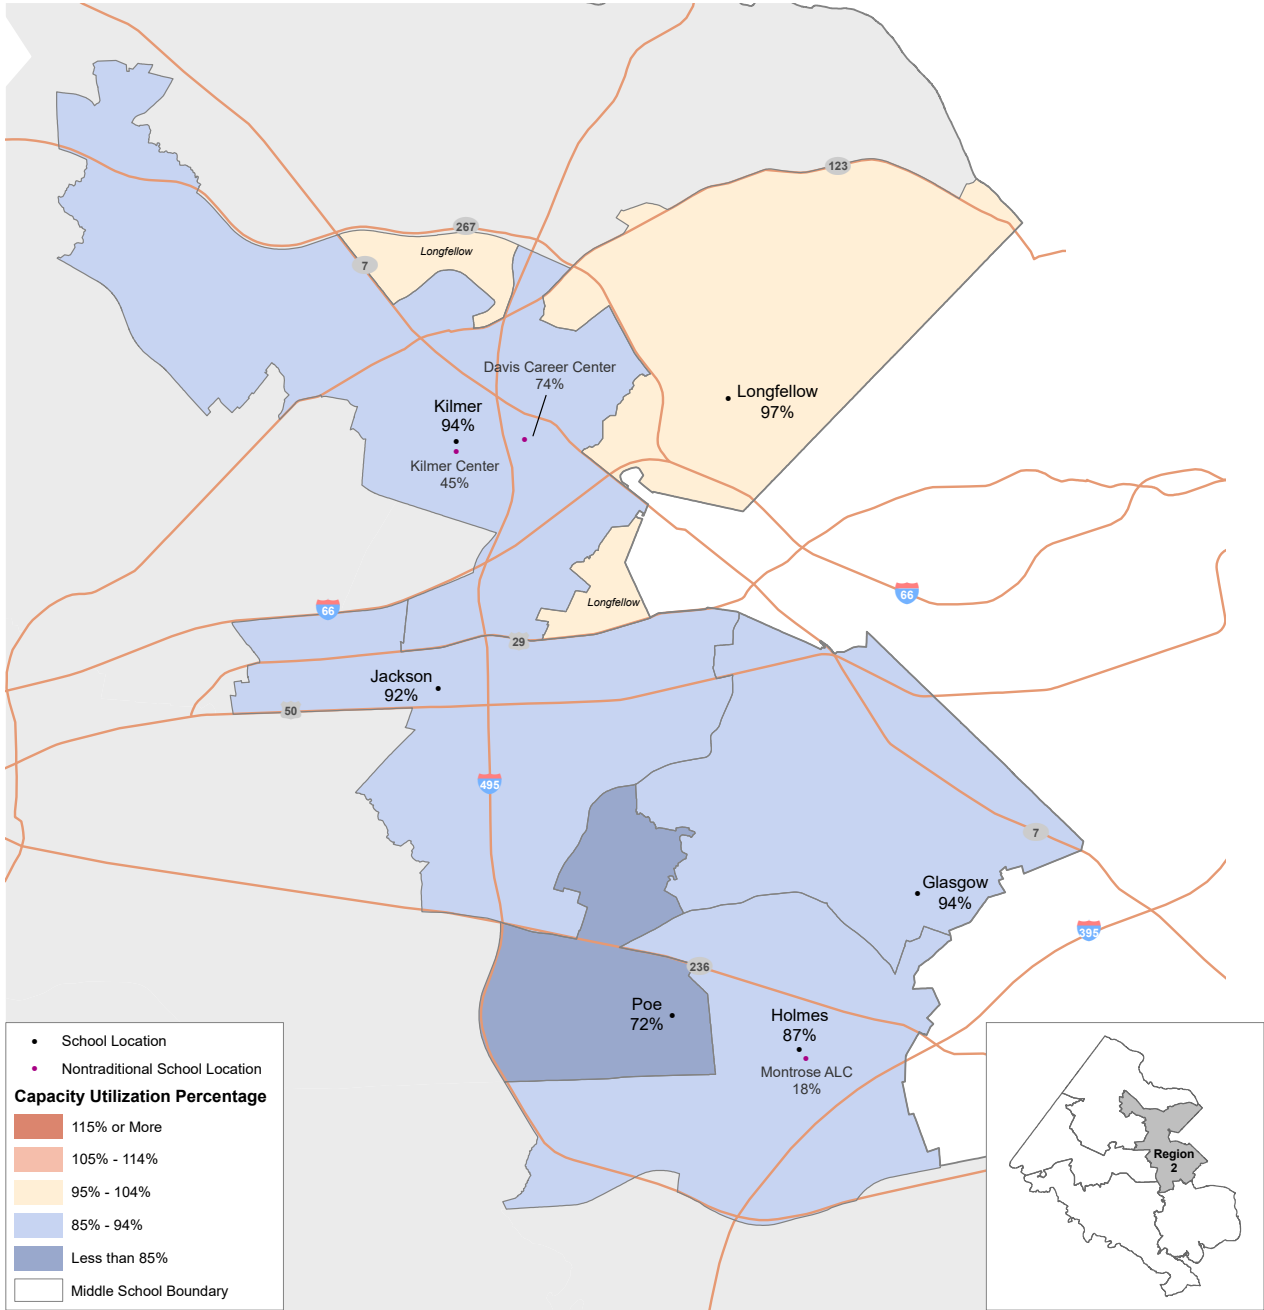 123
267
Longfellow
7
Davis Career Center
74%
Longfellow
97%
Kilmer
94%
Kilmer Center
45%
66
66
Longfellow
29
Jackson
92%
50
495
7
Glasgow
94%
395
236
Poe
72%
Holmes
87%
Montrose ALC
18%
School Location
Nontraditional School Location
Capacity Utilization Percentage
115% or More
105% - 114%
95% - 104%
85% - 94%
Less than 85%
Middle School Boundary
Region
2